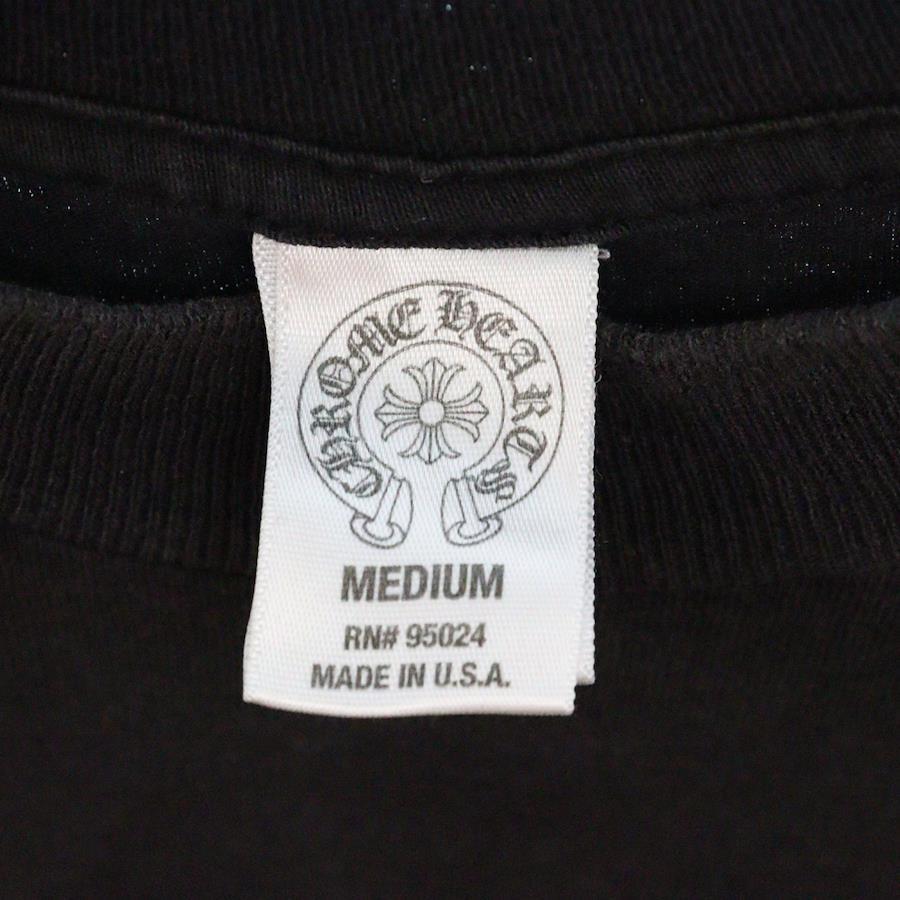 CHROME HEARTS
MEDIUM
RN# 95024
MADE IN U.S.A.